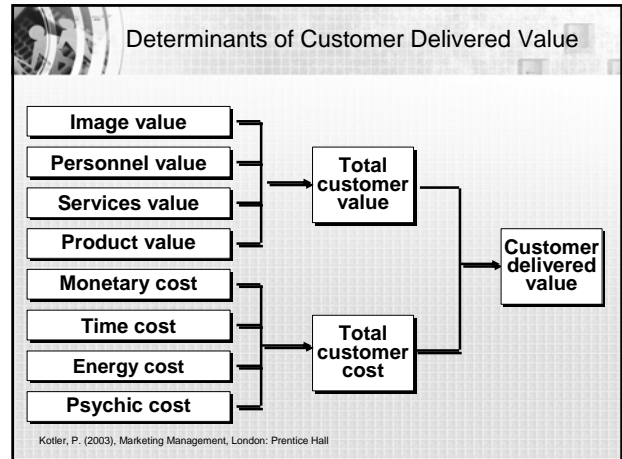 Determinants of Customer Delivered Value
Image value
Personnel value
Services value
Product value
Monetary cost
Time cost
Energy cost
Psychic cost
Total
customer
value
Total
customer
cost
Customer
delivered
value
Kotler, P. (2003), Marketing Management, London: Prentice Hall